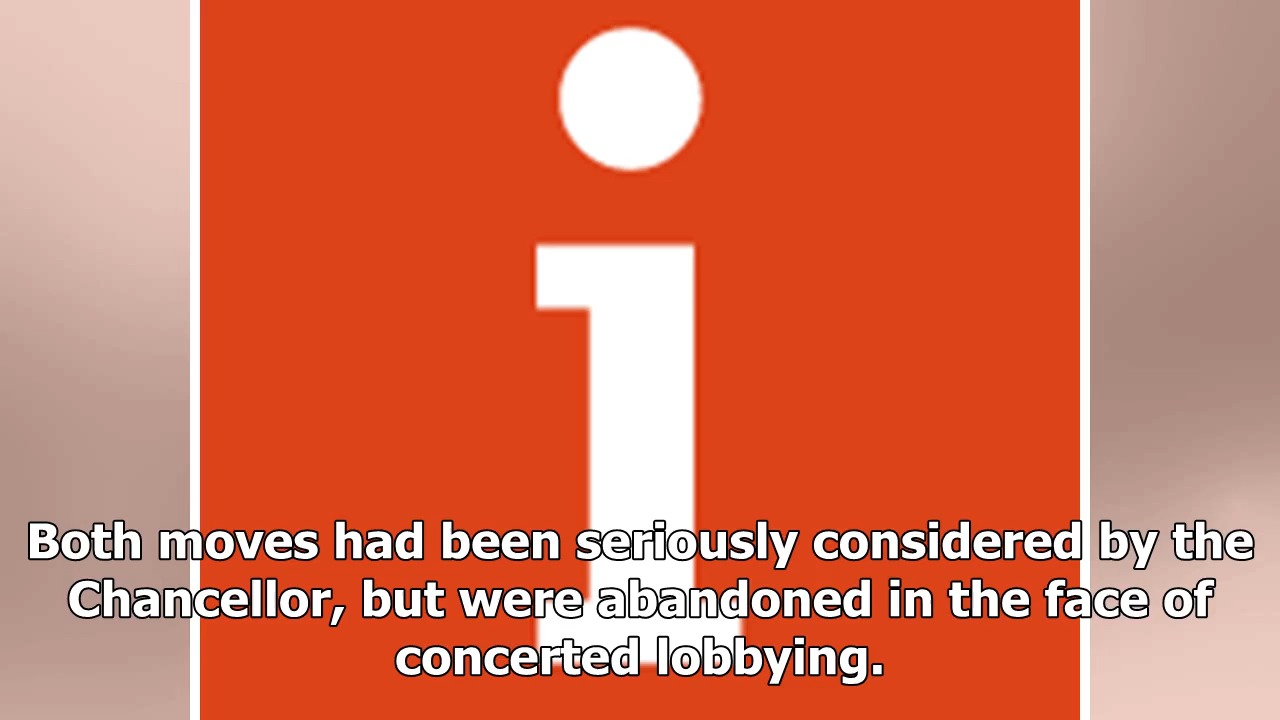 i
Both moves had been seriously considered by the
Chancellor, but were abandoned in the face of
concerted lobbying.